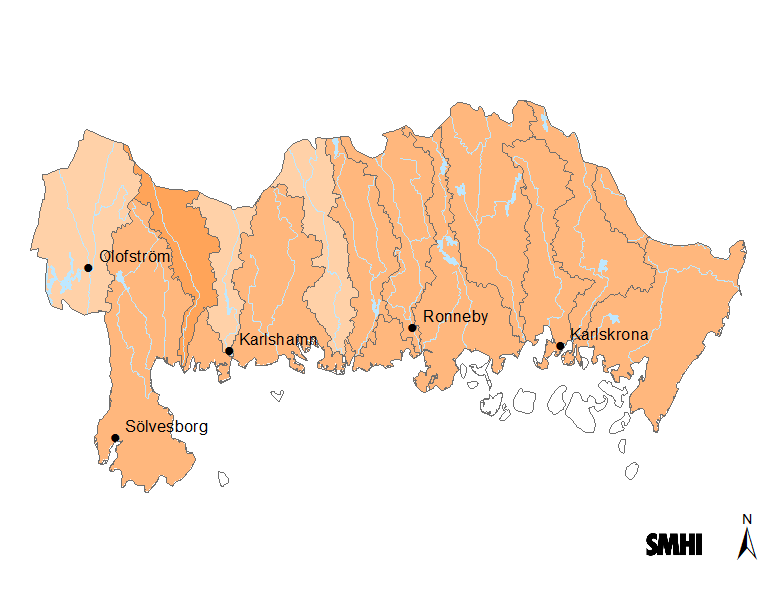 Olofström
Ronneby
Karlskrona
Karlshamn
Sölvesborg
N
SMHI